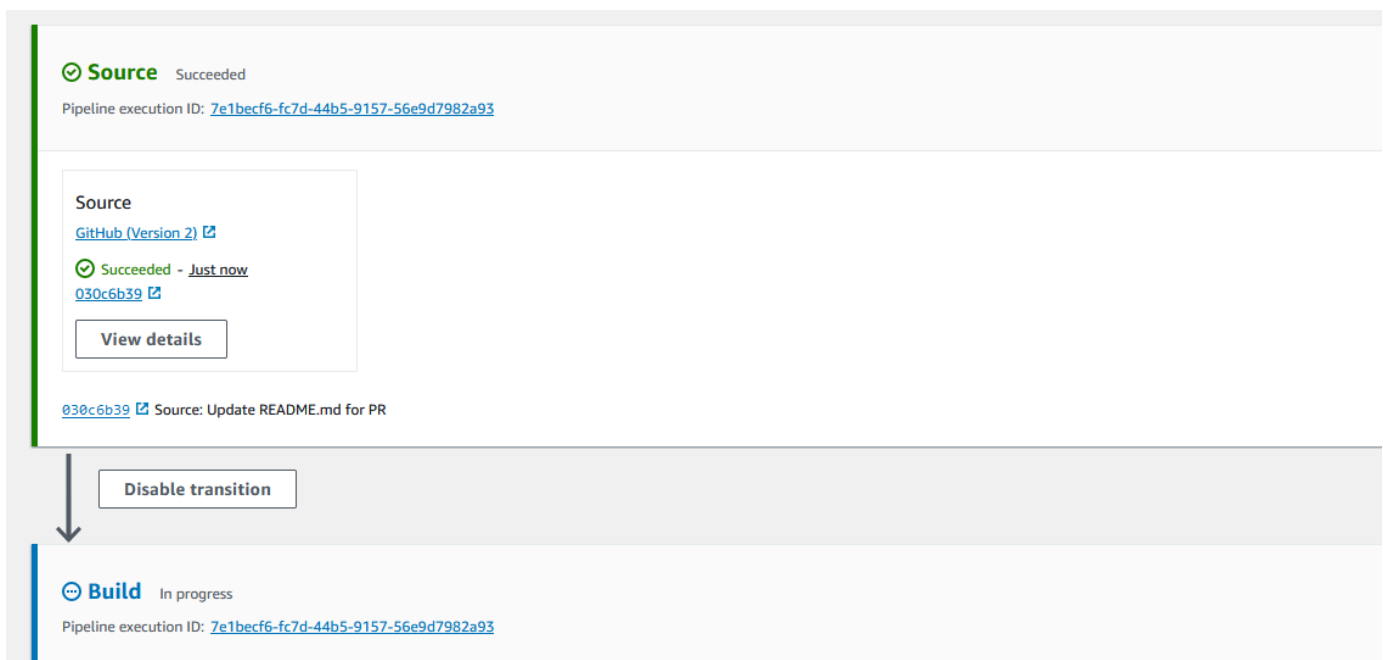 Source Succeeded
Pipeline execution ID: 7e1becf6-fc7d-44b5-9157-56e9d7982a93
Source
GitHub (Version 2)
Succeeded - Just now
030c6b39
View details
030c6b39 Source: Update README.md for PR
Disable transition
Build In progress
Pipeline execution ID: 7e1becf6-fc7d-44b5-9157-56e9d7982a93